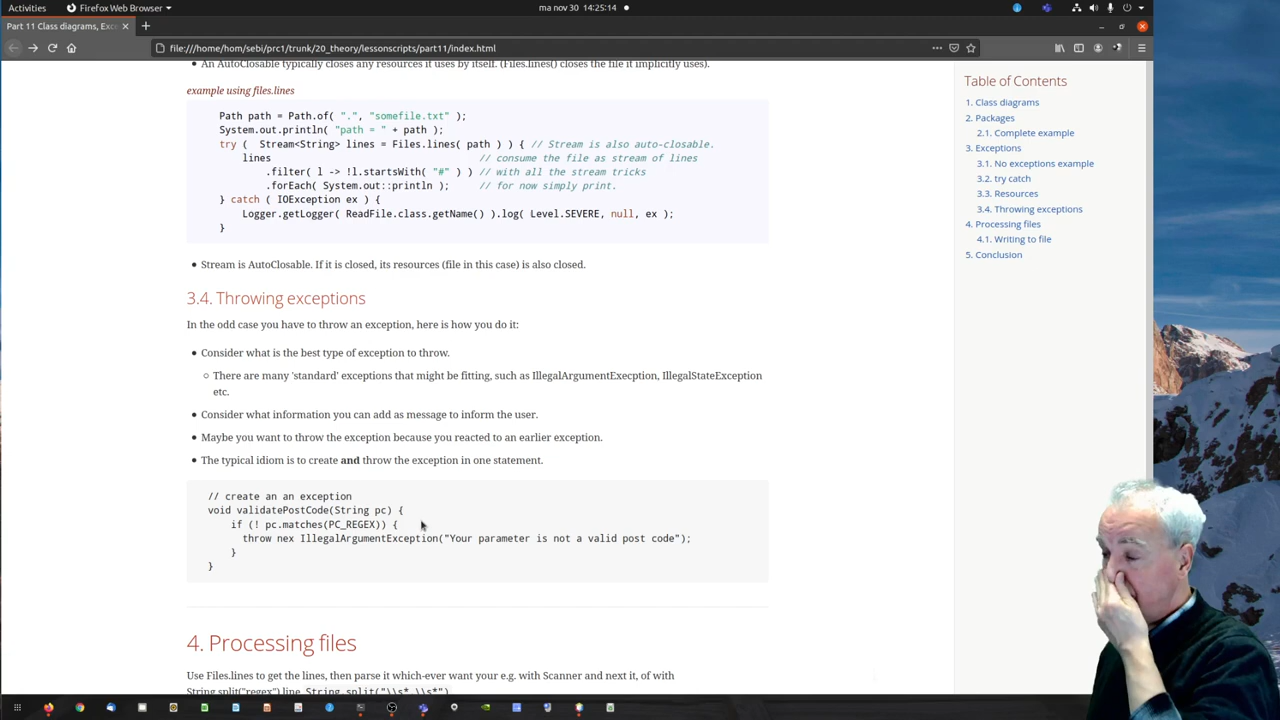 Activities
Firefox Web Browser
ma nov 30 14:25:14
Part 11 Class diagrams, Exc
file:///home/hom/sebi/prc1/trunk/20_theory/lessonscripts/part11/index.html
• An AutoClosable typically closes any resources it uses by itself. (Files.lines() closes the file it implicitly uses).
example using files.lines
Path path = Path.of( ".", "somefile.txt" );
System.out.println( "path = " + path );
try ( Stream<String> lines = Files.lines( path ) ) { // Stream is also auto-closable.
lines // consume the file as stream of lines
.filter( l -> !l.startsWith( "#" ) ) // with all the stream tricks
.forEach( System.out::println ); // for now simply print.
} catch ( IOException ex ) {
Logger.getLogger( ReadFile.class.getName() ).log( Level.SEVERE, null, ex );
}
• Stream is AutoClosable. If it is closed, its resources (file in this case) is also closed.
3.4. Throwing exceptions
In the odd case you have to throw an exception, here is how you do it:
• Consider what is the best type of exception to throw.
○ There are many 'standard' exceptions that might be fitting, such as IllegalArgumentExecption, IllegalStateException
etc.
• Consider what information you can add as message to inform the user.
• Maybe you want to throw the exception because you reacted to an earlier exception.
• The typical idiom is to create and throw the exception in one statement.
// create an an exception
void validatePostCode(String pc) {
if (! pc.matches(PC_REGEX)) {
throw nex IllegalArgumentException("Your parameter is not a valid post code");
}
}
4. Processing files
Use Files.lines to get the lines, then parse it which-ever want your e.g. with Scanner and next it, of with
Table of Contents
1. Class diagrams
2. Packages
2.1. Complete example
3. Exceptions
3.1. No exceptions example
3.2. try catch
3.3. Resources
3.4. Throwing exceptions
4. Processing files
4.1. Writing to file
5. Conclusion